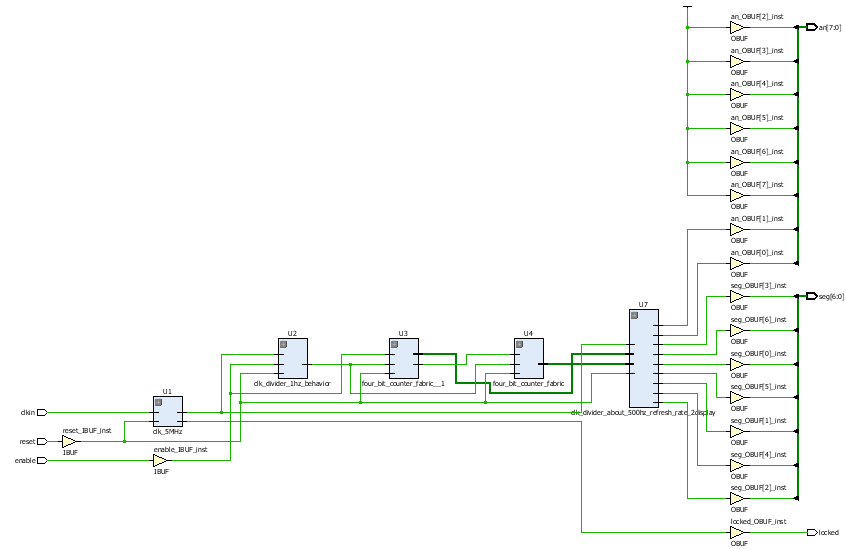 an_OBUF[2]_inst
an[7:0]
OBUF
an_OBUF[3]_inst
OBUF
an_OBUF[4]_inst
OBUF
an_OBUF[5]_inst
OBUF
an_OBUF[6]_inst
OBUF
an_OBUF[7]_inst
OBUF
an_OBUF[1]_inst
OBUF
an_OBUF[0]_inst
OBUF
seg_OBUF[3]_inst
seg[6:0]
OBUF
U7
seg_OBUF[6]_inst
OBUF
U2
U3
U4
seg_OBUF[0]_inst
OBUF
clk_divider_1hz_behavior
four_bit_counter_fabric__1
four_bit_counter_fabric
seg_OBUF[5]_inst
OBUF
U1
clkin
clk_divider_about_500hz_refresh_rate_2display
clk_5MHz
seg_OBUF[1]_inst
OBUF
reset_IBUF_inst
reset
IBUF
enable_IBUF_inst
enable
IBUF
seg_OBUF[4]_inst
OBUF
seg_OBUF[2]_inst
OBUF
locked_OBUF_inst
locked
OBUF